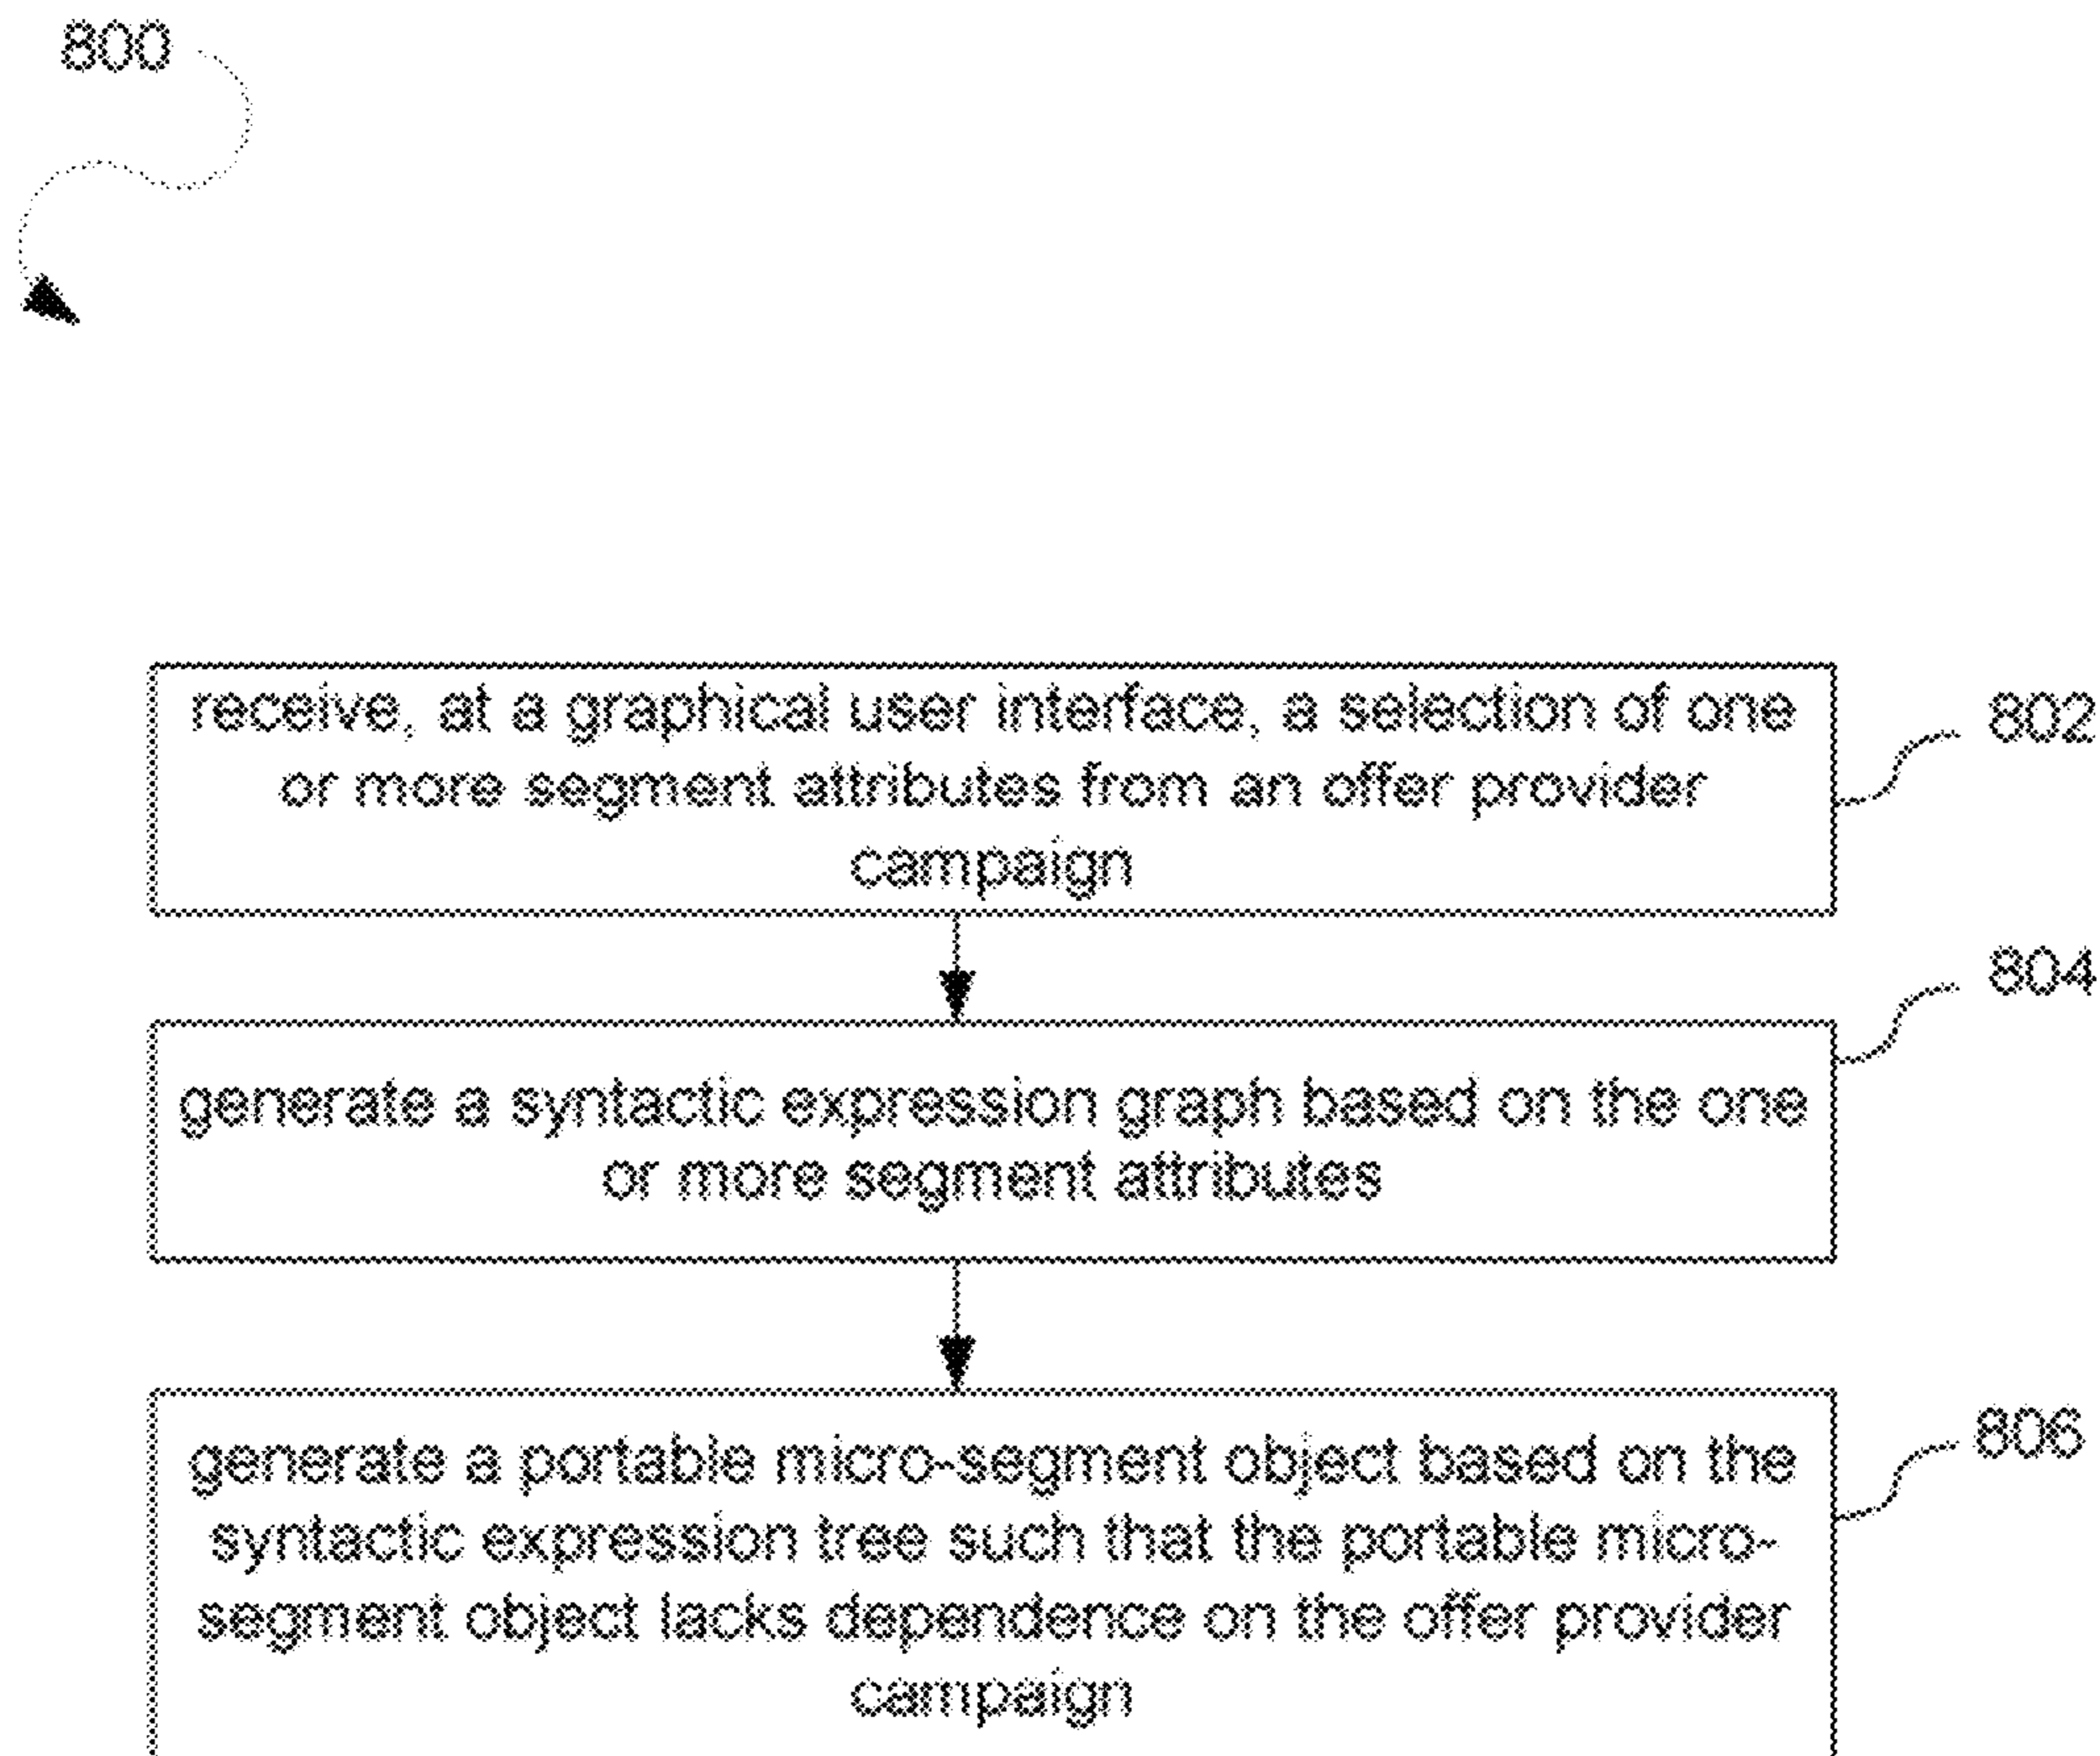 800
receive, at a graphical user interface, a selection of one
or more segment attributes from an offer provider
campaign
802
generate a syntactic expression graph based on the one
or more segment attributes
804
generate a portable micro-segment object based on the
syntactic expression tree such that the portable micro-
segment object lacks dependence on the offer provider
campaign
806